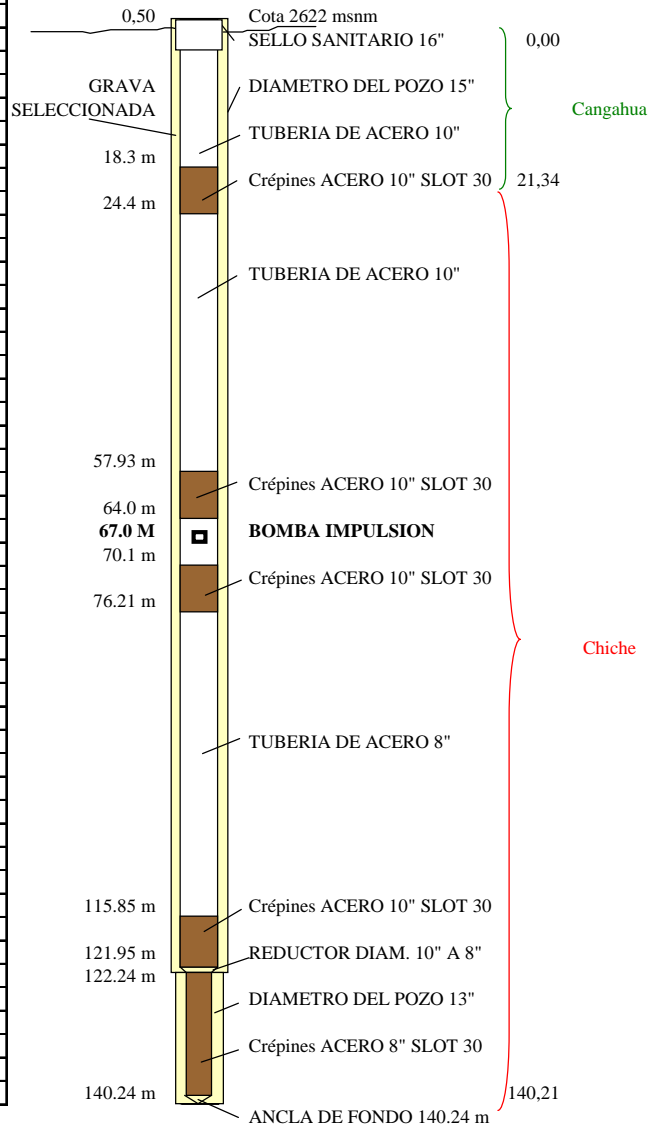 0,50
Cota 2622 msnm
SELLO SANITARIO 16"
0,00
GRAVA
SELECCIONADA
DIAMETRO DEL POZO 15"
Cangahua
TUBERIA DE ACERO 10"
18.3 m
Crépines ACERO 10" SLOT 30
21,34
24.4 m
TUBERIA DE ACERO 10"
57.93 m
Crépines ACERO 10" SLOT 30
64.0 m
67.0 M
BOMBA IMPULSION
70.1 m
Crépines ACERO 10" SLOT 30
76.21 m
Chiche
TUBERIA DE ACERO 8"
115.85 m
Crépines ACERO 10" SLOT 30
121.95 m
REDUCTOR DIAM. 10" A 8"
122.24 m
DIAMETRO DEL POZO 13"
Crépines ACERO 8" SLOT 30
140.24 m
140,21
ANCLA DE FONDO 140.24 m